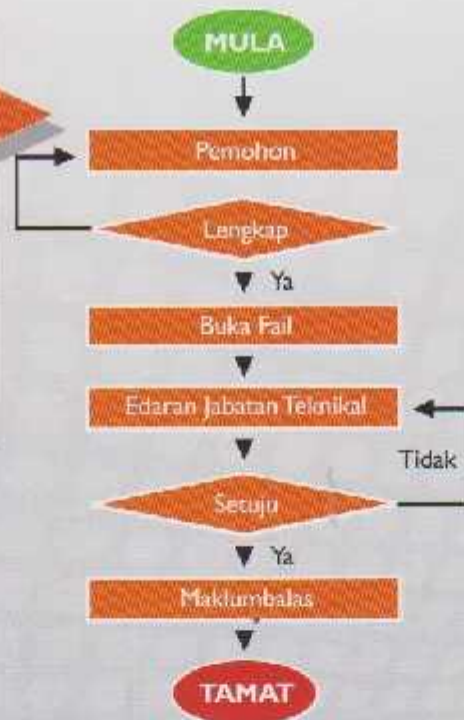 MULA
Pemohon
Lengkap
Ya
Buka Fail
Edaran Jabatan Teknikal
Tidak
Setuju
Ya
Maklumbalas
TAMAT